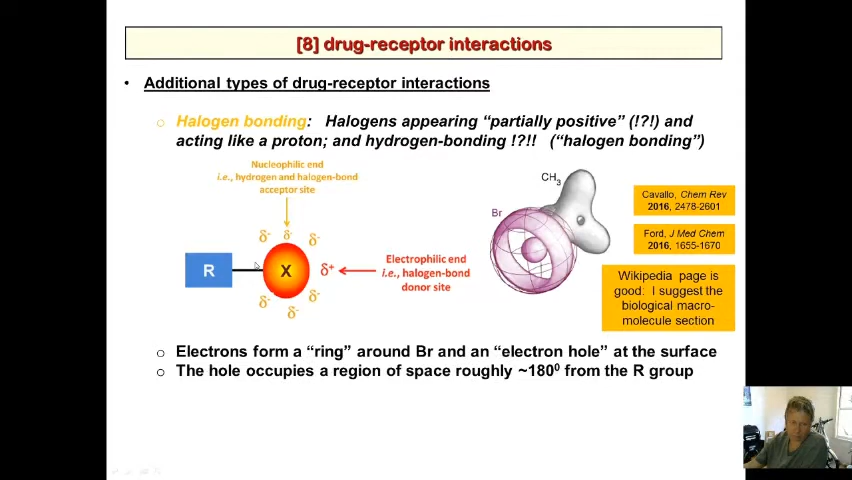 [8] drug-receptor interactions
• Additional types of drug-receptor interactions
o Halogen bonding: Halogens appearing “partially positive” (!?!) and
acting like a proton; and hydrogen-bonding !?!! (“halogen bonding”)
Nucleophilic end
i.e., hydrogen and halogen-bond
acceptor site
δ- δ- δ-
R
X
δ+
δ- δ- δ-
Electrophilic end
i.e., halogen-bond
donor site
CH3
Br
Cavallo, Chem Rev
2016, 2478-2601
Ford, J Med Chem
2016, 1655-1670
Wikipedia page is
good: I suggest the
biological macro-
molecule section
o Electrons form a “ring” around Br and an “electron hole” at the surface
o The hole occupies a region of space roughly ~180⁰ from the R group